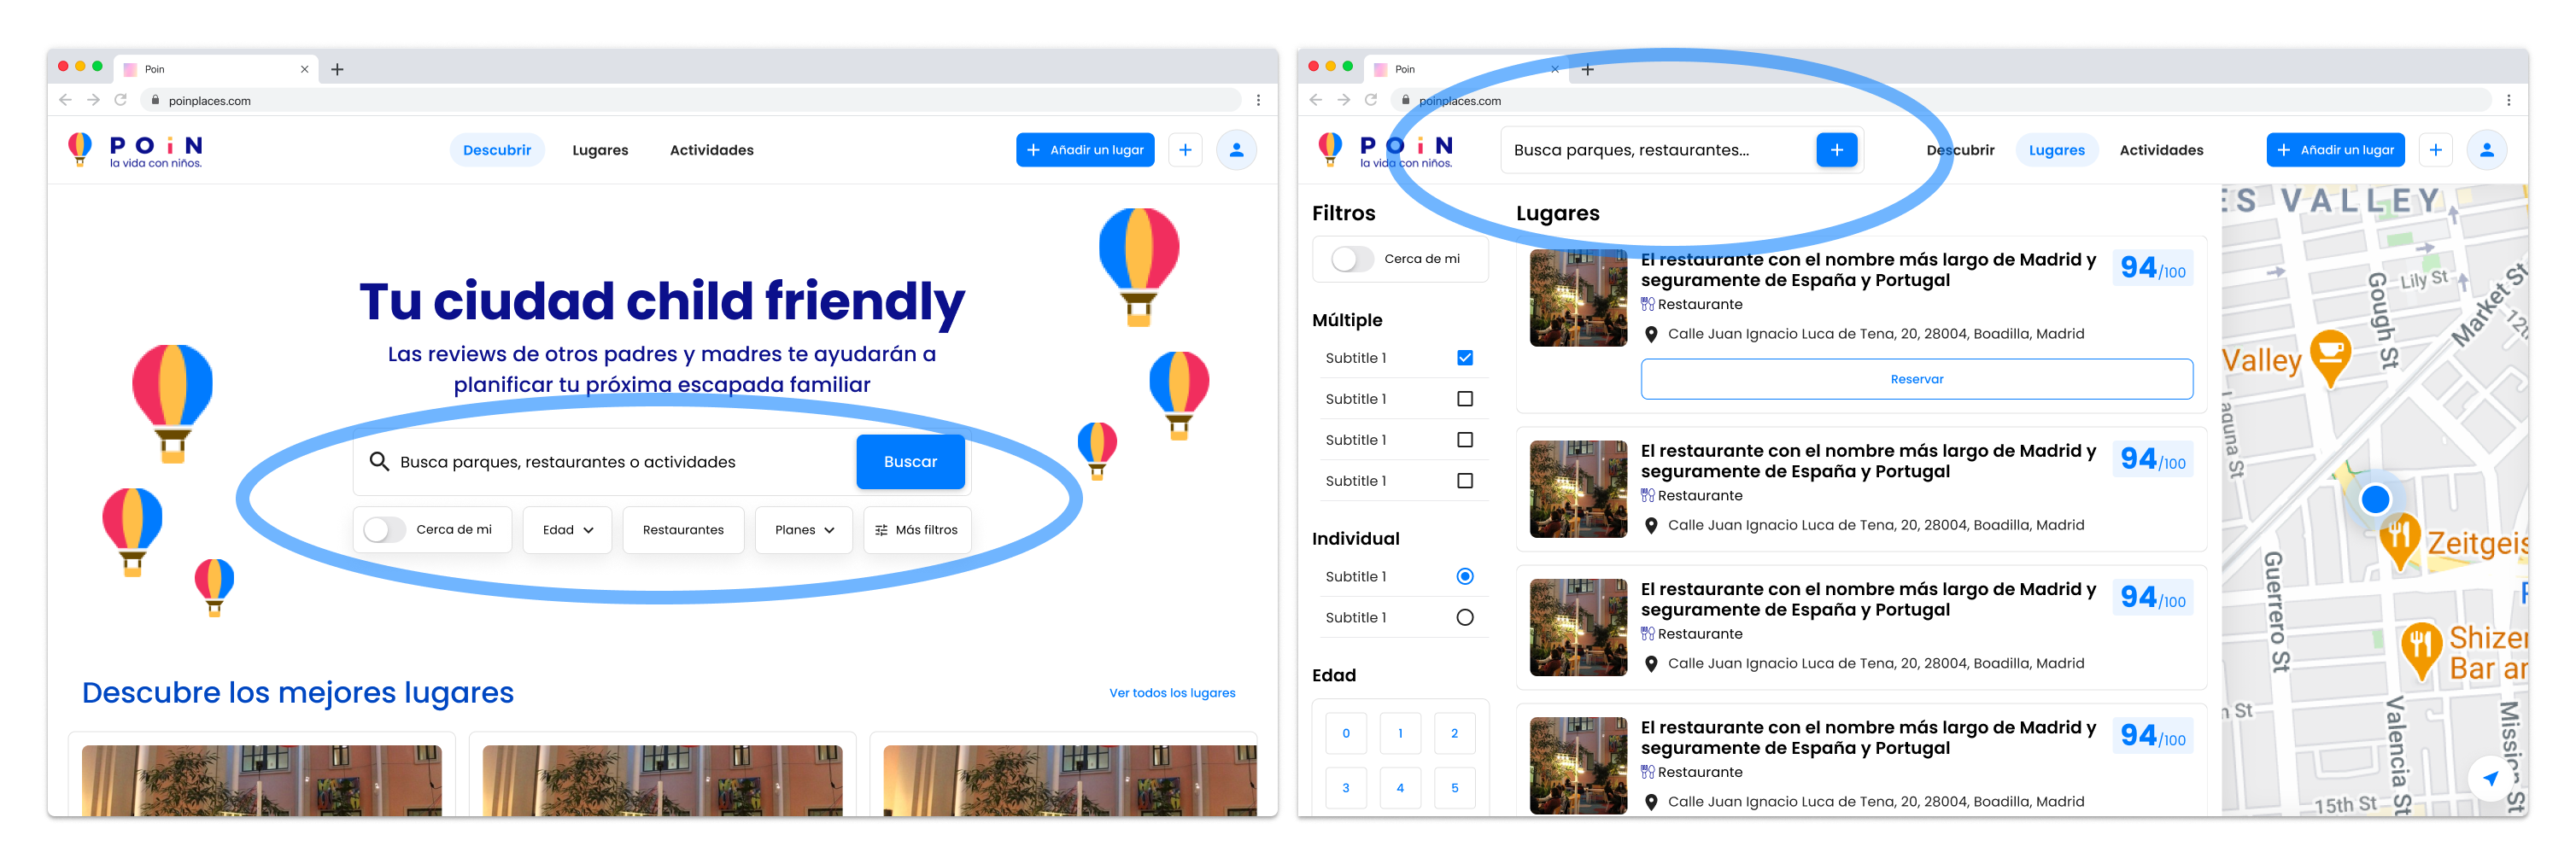 Poin
poinplaces.com
POiN
la vida con niños.
Descubrir
Lugares
Actividades
Añadir un lugar
Tu ciudad child friendly
Las reviews de otros padres y madres te ayudarán a
planificar tu próxima escapada familiar
Busca parques, restaurantes o actividades
Buscar
Cerca de mi
Edad
Restaurantes
Planes
Más filtros
Descubre los mejores lugares
Ver todos los lugares
Poin
poinplaces.com
POiN
la vida con niños.
Busca parques, restaurantes...
Descubrir
Lugares
Actividades
Añadir un lugar
Filtros
Cerca de mi
Múltiple
Subtitle 1
Subtitle 1
Subtitle 1
Subtitle 1
Individual
Subtitle 1
Subtitle 1
Edad
0 1 2
3 4 5
Lugares
El restaurante con el nombre más largo de Madrid y
seguramente de España y Portugal
94/100
Restaurante
Calle Juan Ignacio Luca de Tena, 20, 28004, Boadilla, Madrid
Reservar
El restaurante con el nombre más largo de Madrid y
seguramente de España y Portugal
94/100
Restaurante
Calle Juan Ignacio Luca de Tena, 20, 28004, Boadilla, Madrid
El restaurante con el nombre más largo de Madrid y
seguramente de España y Portugal
94/100
Restaurante
Calle Juan Ignacio Luca de Tena, 20, 28004, Boadilla, Madrid
El restaurante con el nombre más largo de Madrid y
seguramente de España y Portugal
94/100
Restaurante
Calle Juan Ignacio Luca de Tena, 20, 28004, Boadilla, Madrid
ES VALLEY
Lily St
Gough St
Market St
Valley
Laguna St
Zeitgeis
Guerrero St
Shizen
Bar an
Valencia St
Mission St
15th St